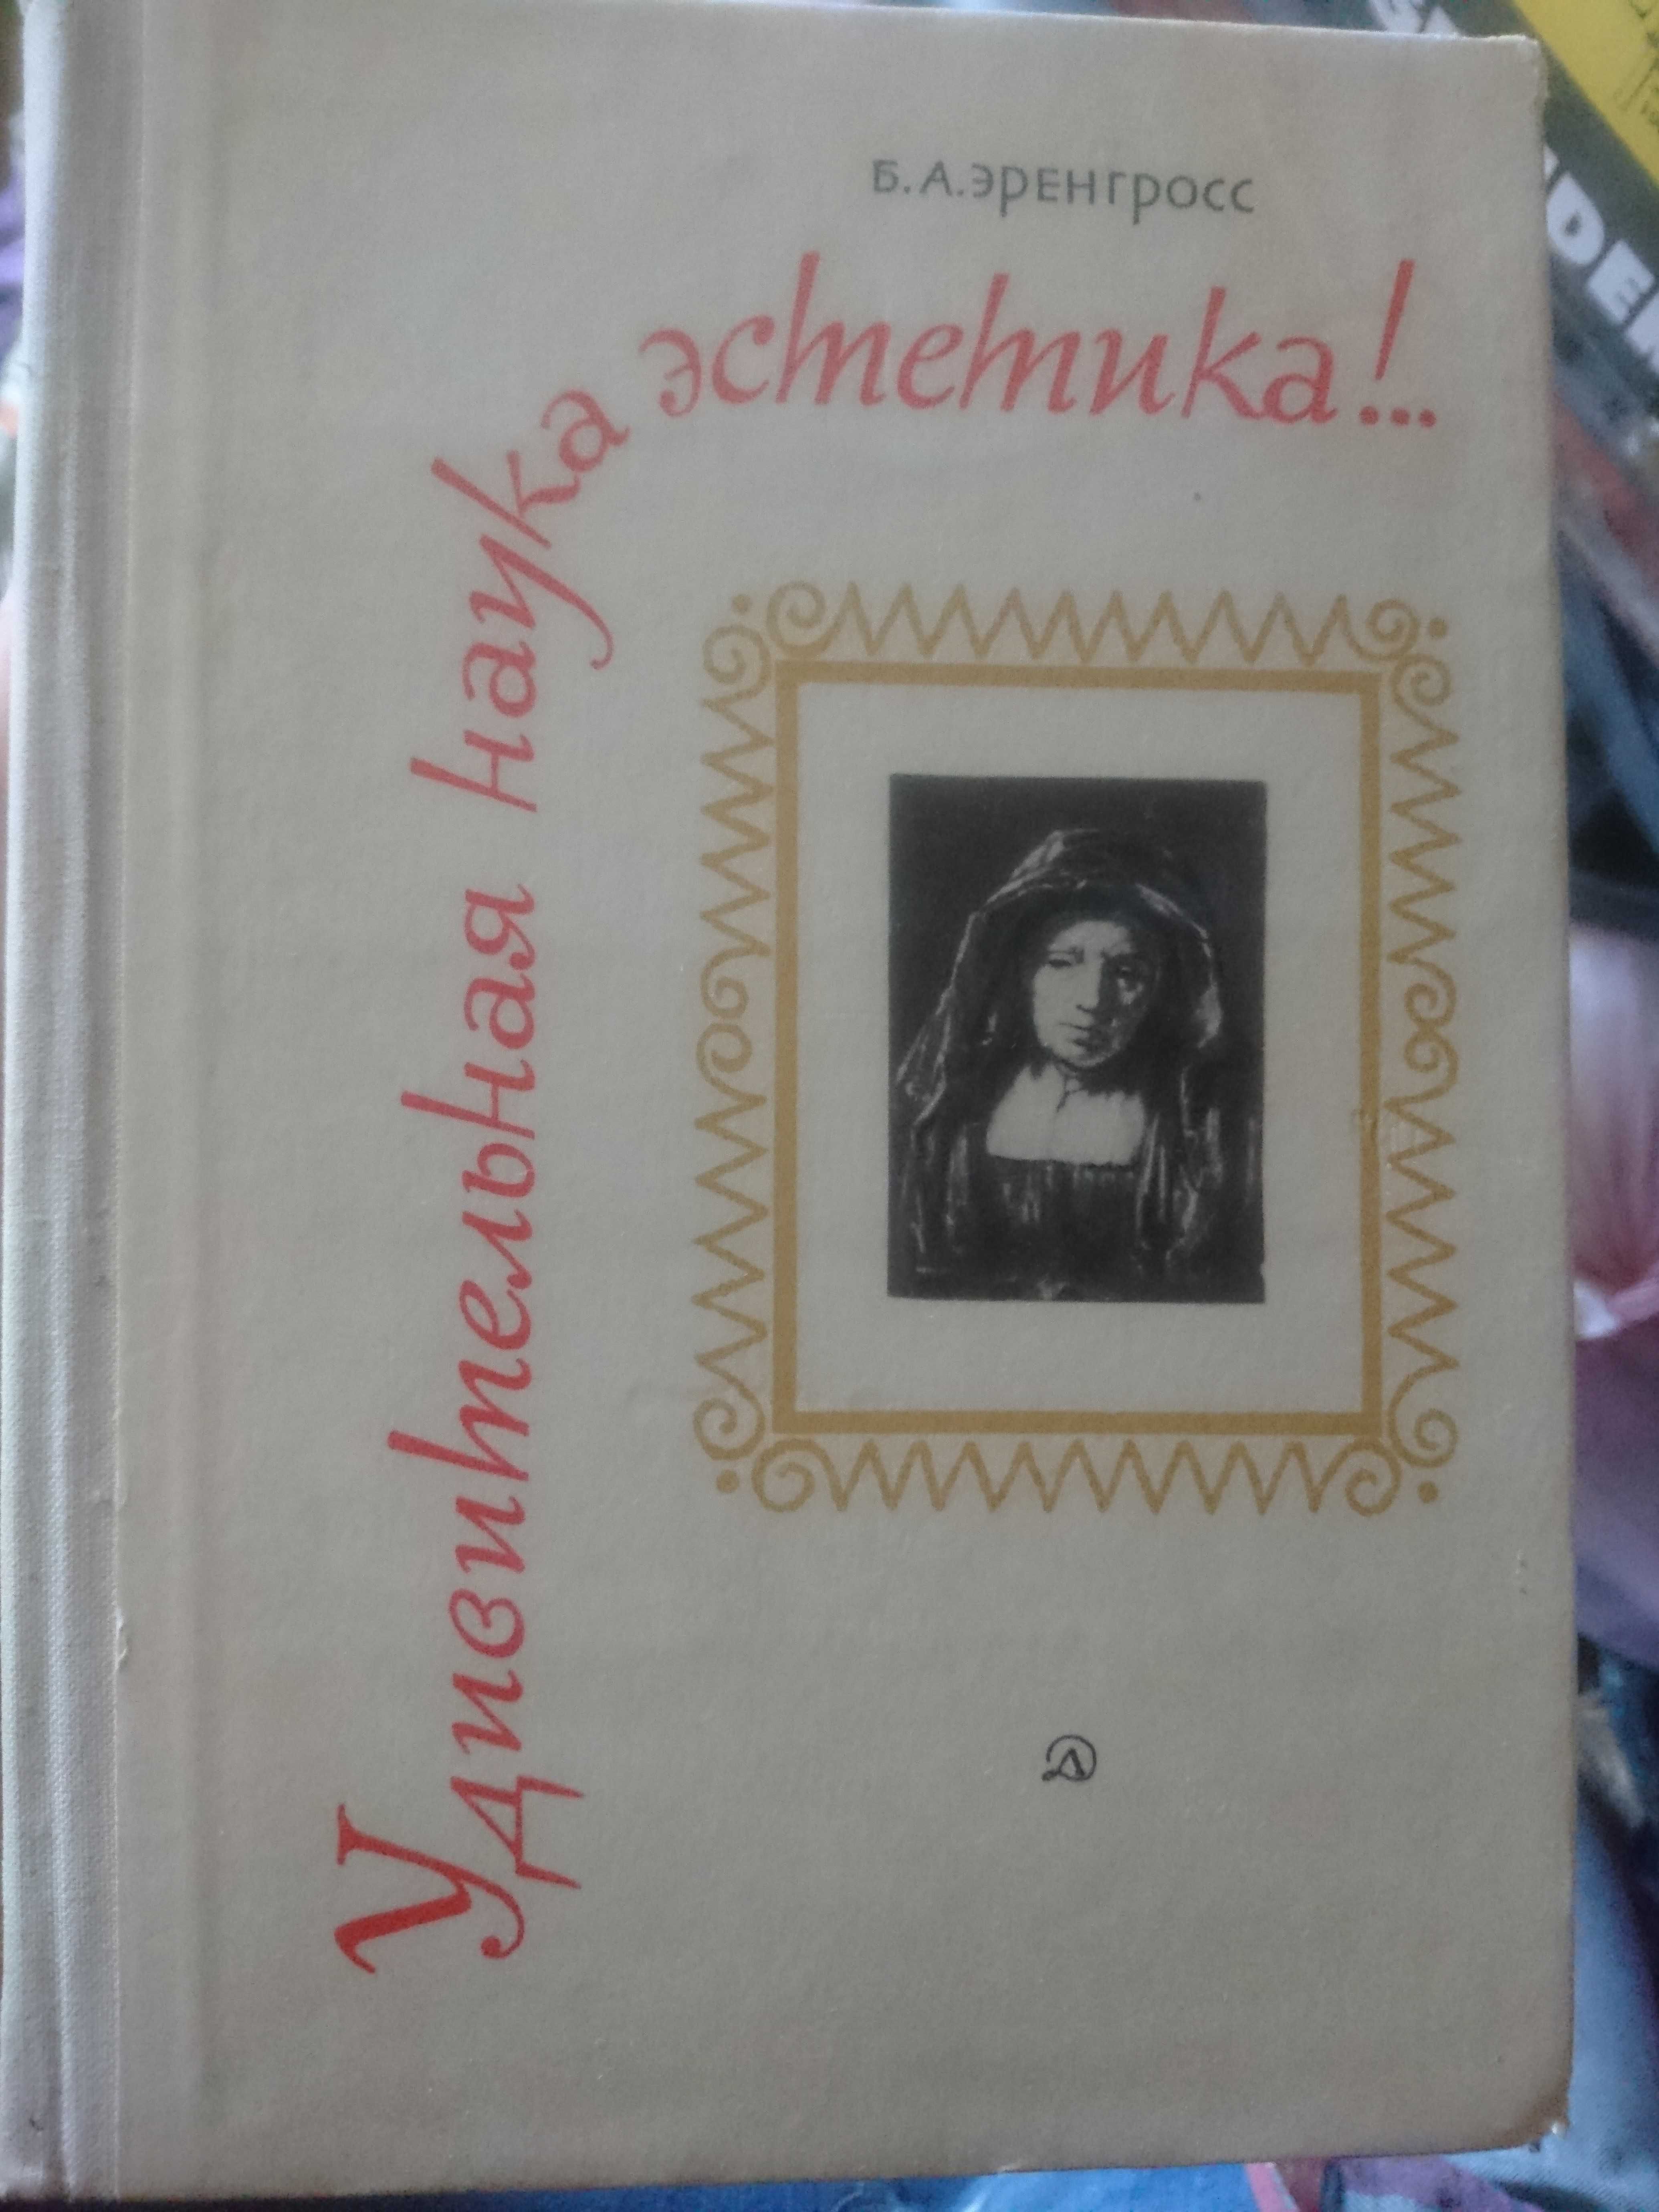 Б. А. ЭРЕНГРОСС
Удивительная наука эстетика!..
Д